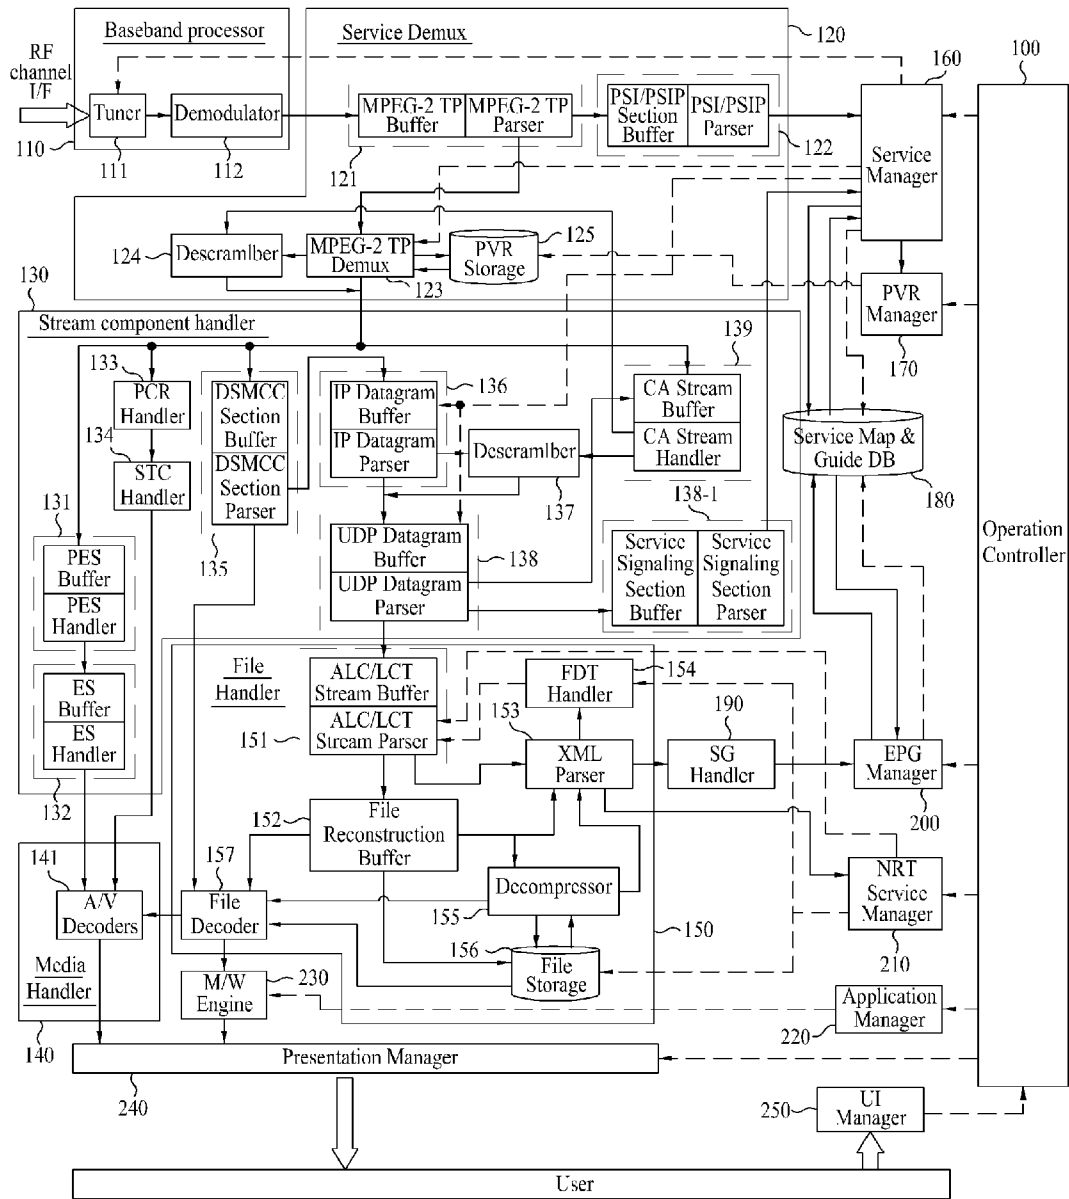 Baseband processor
Service Demux
120
RF
channel
I/F
160
100
Tuner
Demodulator
MPEG-2 TP
Buffer
MPEG-2 TP
Parser
PSI/PSIP
Section
Buffer
PSI/PSIP
Parser
Service
Manager
110
111
112
121
122
124
Descramlber
MPEG-2 TP
Demux
123
PVR
Storage
125
PVR
Manager
170
130
Stream component handler
133
PCR
Handler
134
STC
Handler
DSMCC
Section
Buffer
DSMCC
Section
Parser
135
136
IP Datagram
Buffer
IP Datagram
Parser
Descramlber
137
139
CA Stream
Buffer
CA Stream
Handler
Service Map &
Guide DB
180
Operation
Controller
131
PES
Buffer
PES
Handler
UDP Datagram
Buffer
UDP Datagram
Parser
138
138-1
Service
Signaling
Section
Buffer
Service
Signaling
Section
Parser
ES
Buffer
ES
Handler
132
File
Handler
ALC/LCT
Stream Buffer
ALC/LCT
Stream Parser
151
FDT
Handler
154
153
XML
Parser
190
SG
Handler
EPG
Manager
200
152
File
Reconstruction
Buffer
Decompressor
155
NRT
Service
Manager
210
141
A/V
Decoders
157
File
Decoder
156
File
Storage
150
Media
Handler
140
M/W
Engine
230
Application
Manager
220
Presentation Manager
240
250
UI
Manager
User